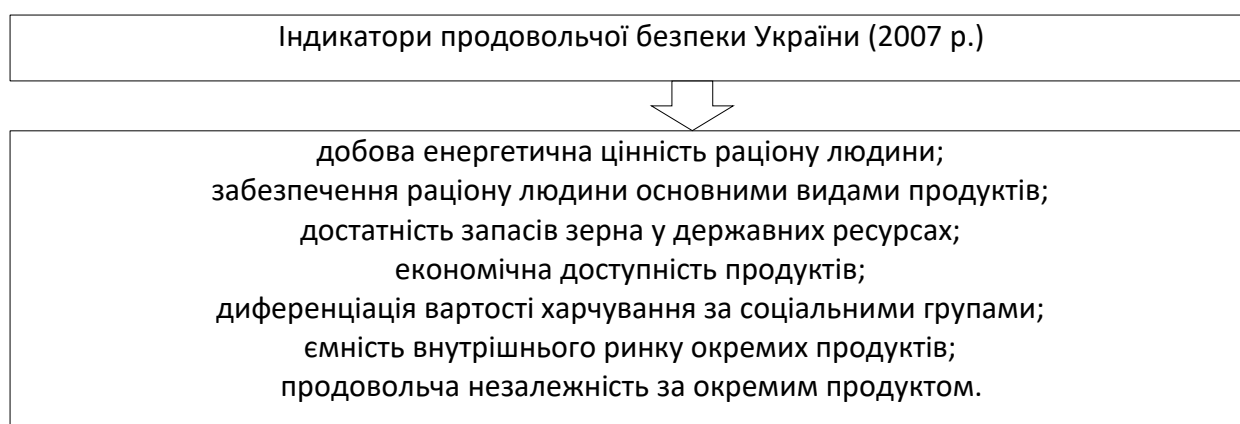 Індикатори продовольчої безпеки України (2007 р.)
добова енергетична цінність раціону людини;
забезпечення раціону людини основними видами продуктів;
достатність запасів зерна у державних ресурсах;
економічна доступність продуктів;
диференціація вартості харчування за соціальними групами;
ємність внутрішнього ринку окремих продуктів;
продовольча незалежність за окремим продуктом.